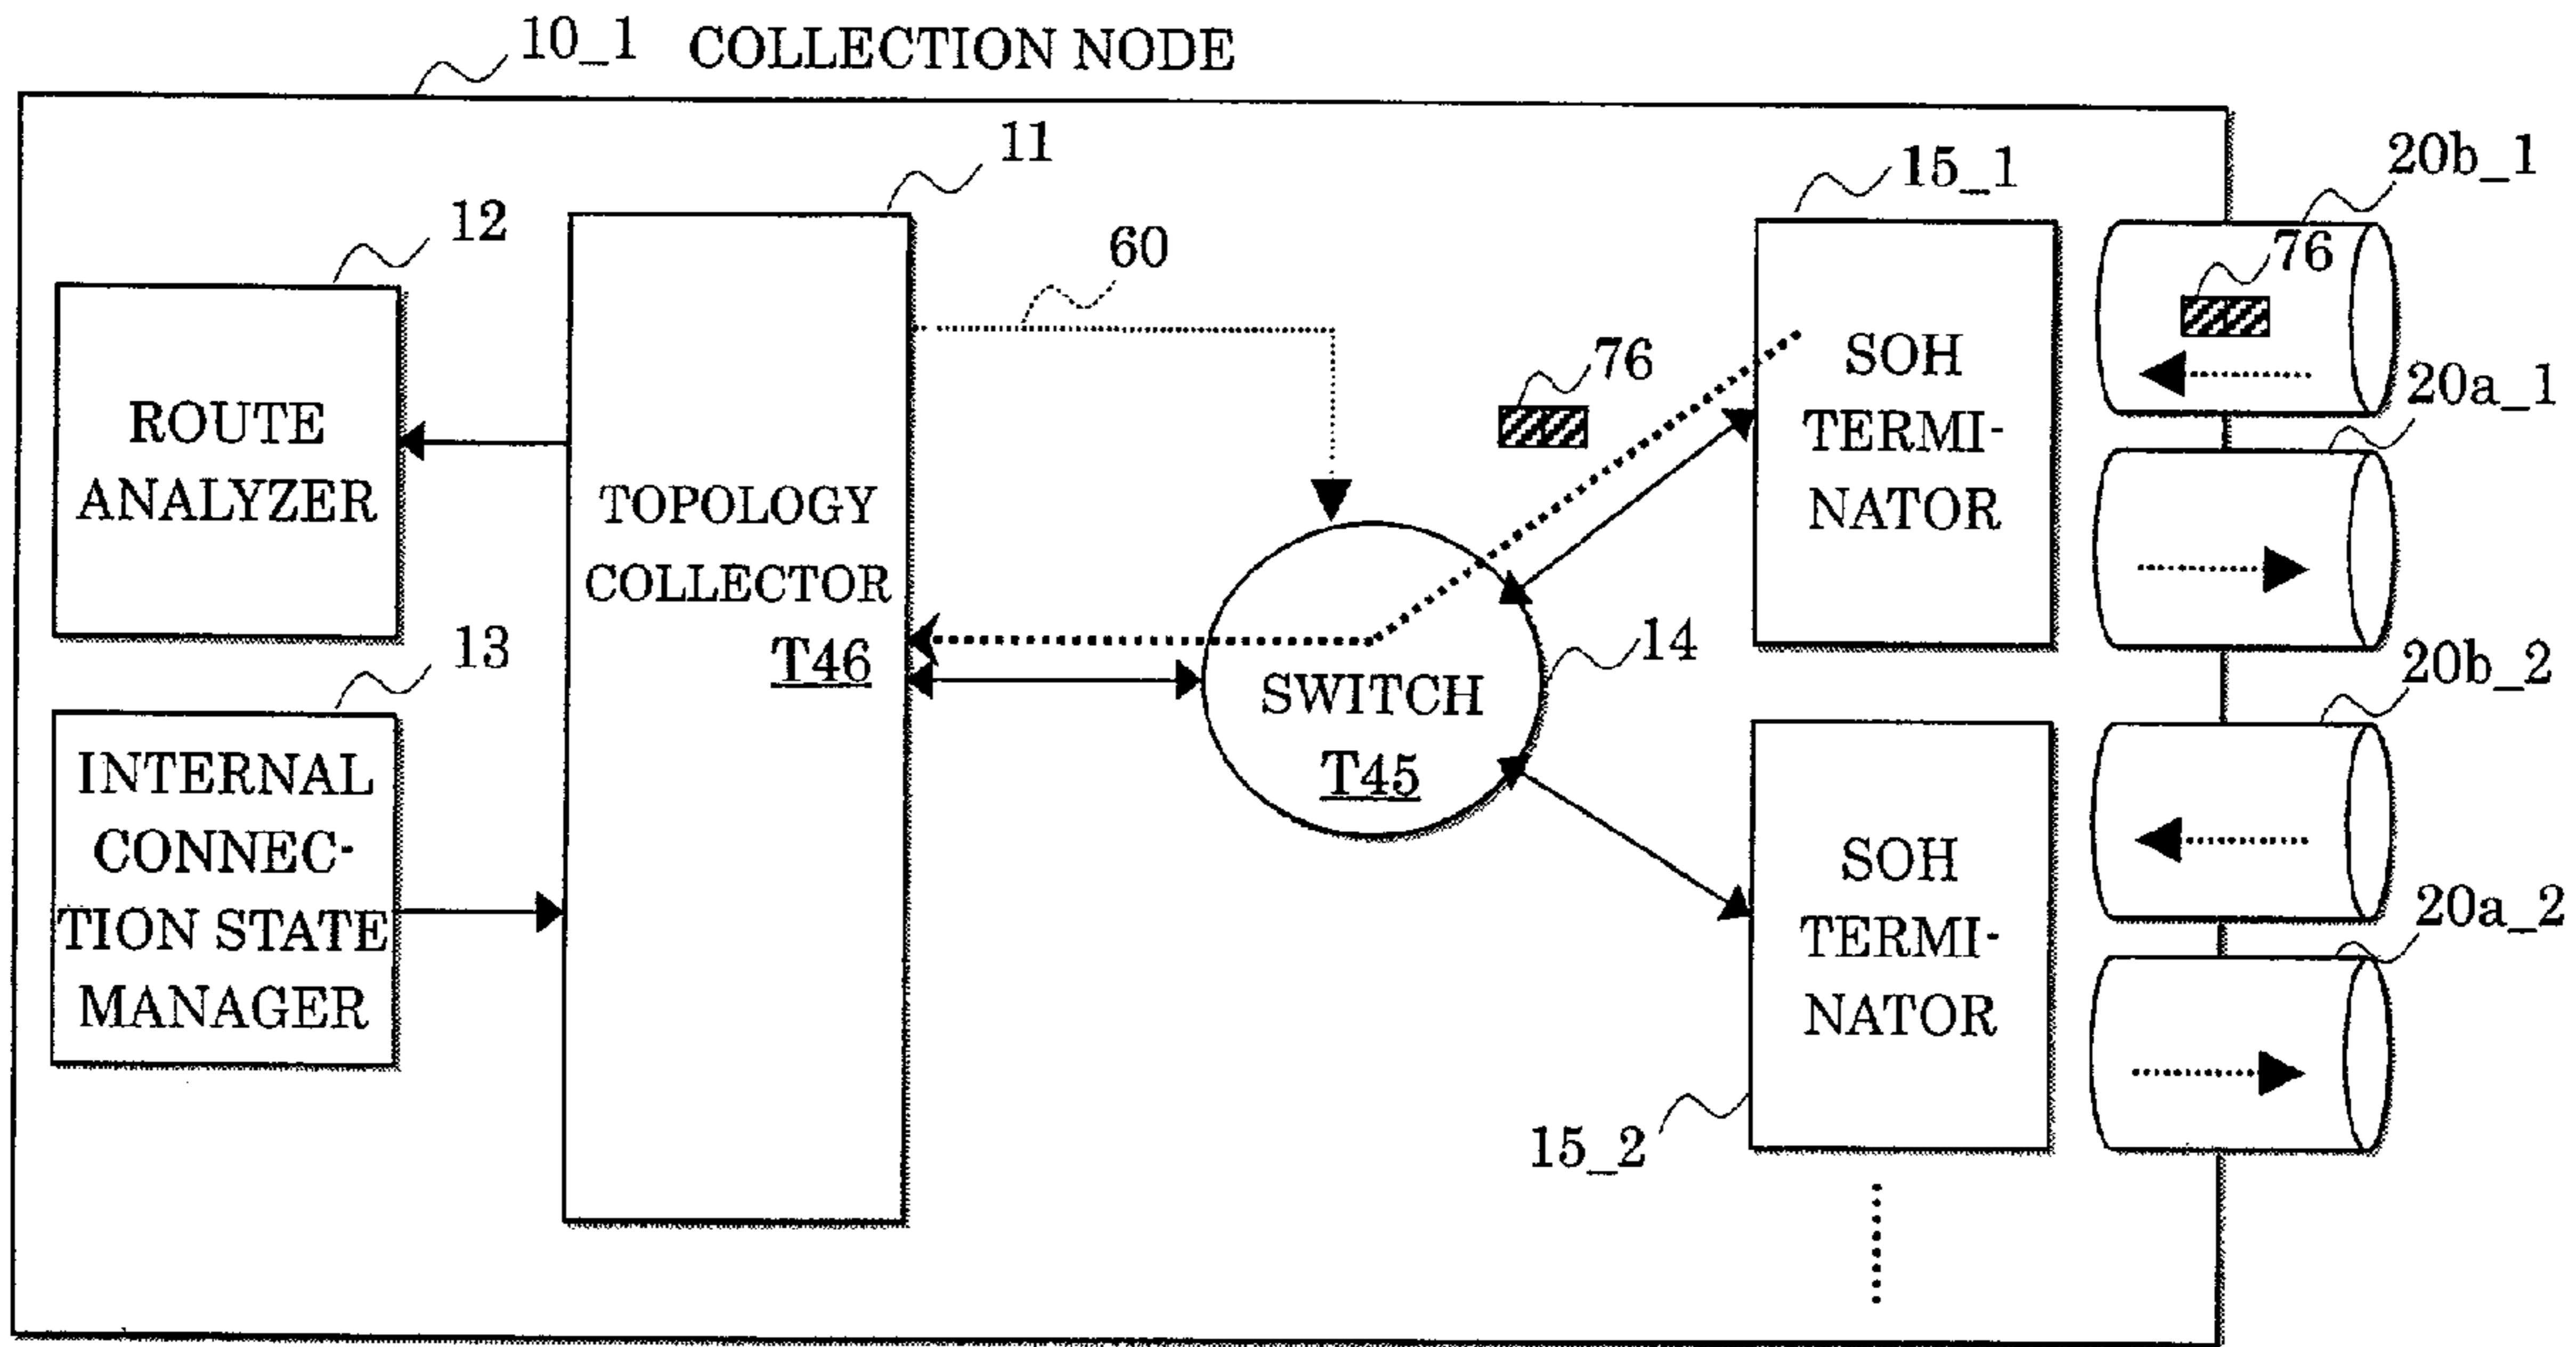 10_1 COLLECTION NODE
11
12
60
15_1
20b_1
76
76
20a_1
ROUTE
ANALYZER
TOPOLOGY
COLLECTOR
T46
SOH
TERMI-
NATOR
13
14
20b_2
SWITCH
T45
INTERNAL
CONNEC-
TION STATE
MANAGER
SOH
TERMI-
NATOR
20a_2
15_2